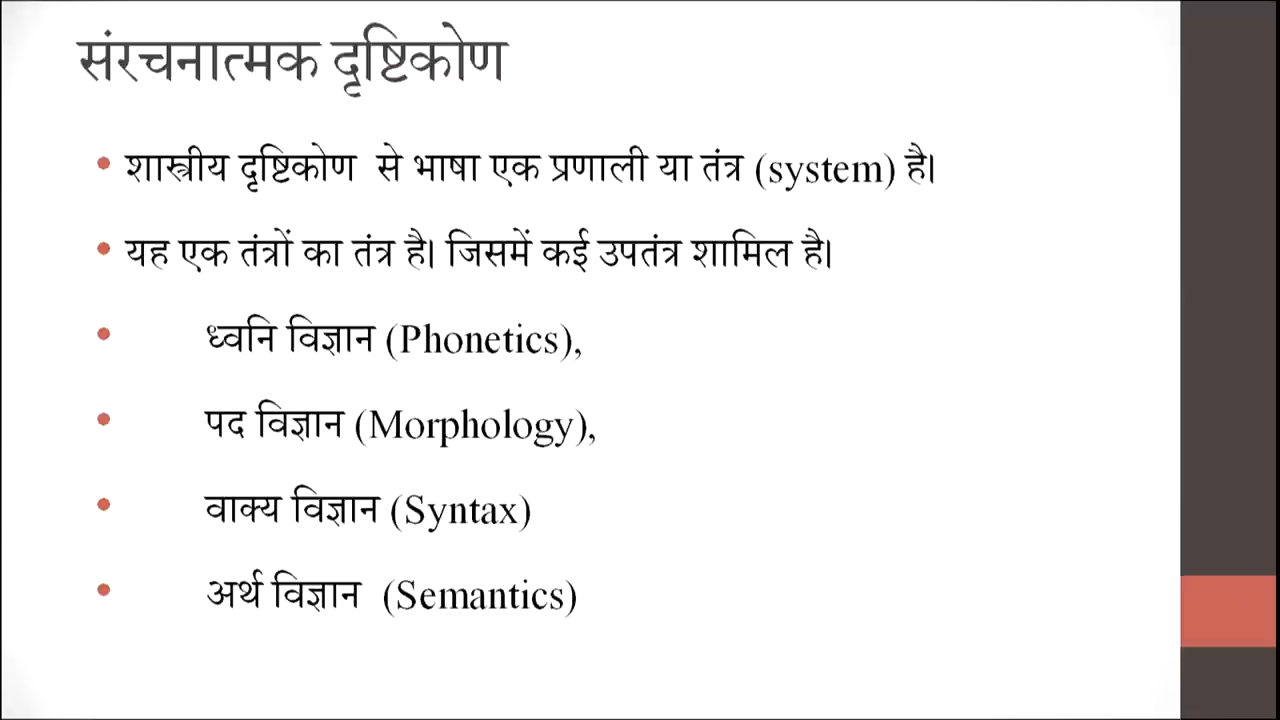 संरचनात्मक दृष्टिकोण
• शास्त्रीय दृष्टिकोण से भाषा एक प्रणाली या तंत्र (system) है।
• यह एक तंत्रों का तंत्र है। जिसमें कई उपतंत्र शामिल है।
• ध्वनि विज्ञान (Phonetics),
• पद विज्ञान (Morphology),
• वाक्य विज्ञान (Syntax)
• अर्थ विज्ञान (Semantics)